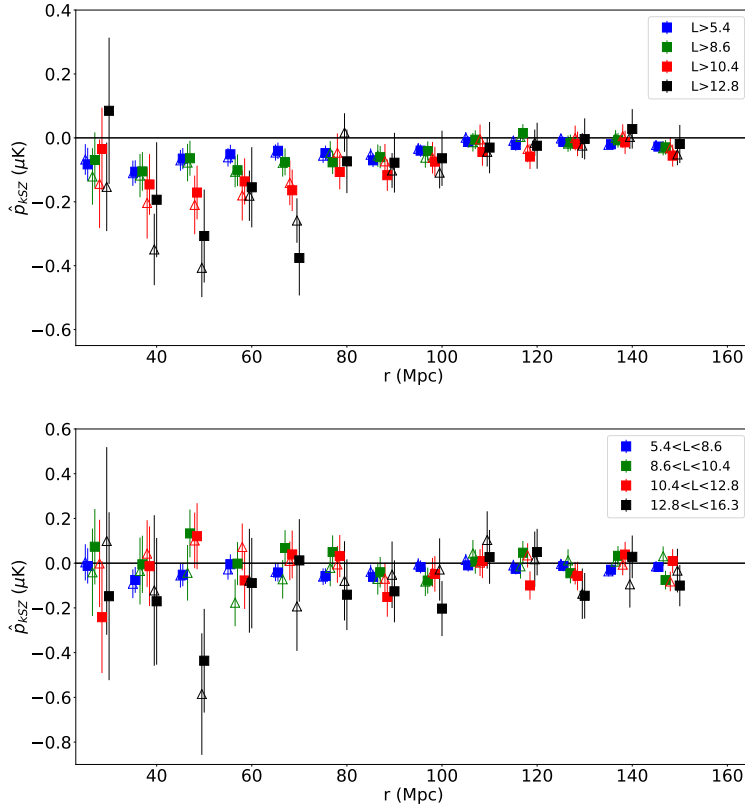 0.4
0.2
0.0
−0.2
−0.4
−0.6
p̂kSZ (μK)
L>5.4
L>8.6
L>10.4
L>12.8
40 60 80 100 120 140 160
r (Mpc)
0.6
0.4
0.2
0.0
−0.2
−0.4
−0.6
−0.8
p̂kSZ (μK)
5.4<L<8.6
8.6<L<10.4
10.4<L<12.8
12.8<L<16.3
40 60 80 100 120 140 160
r (Mpc)